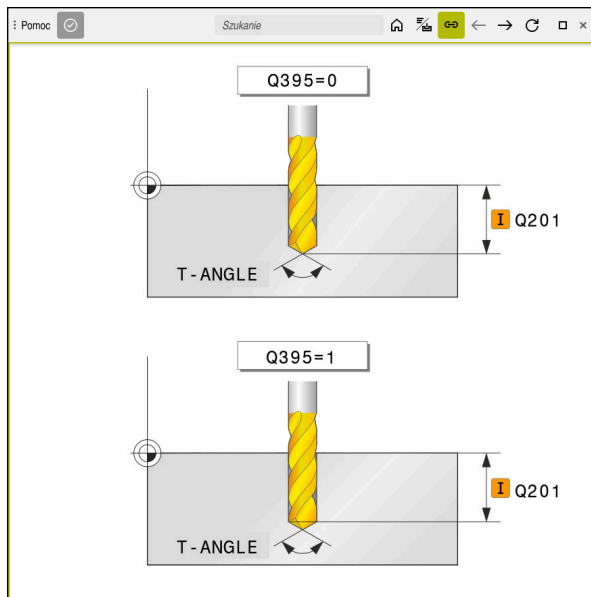 Pomoc
Szukanie
Q395=0
I Q201
T-ANGLE
Q395=1
I Q201
T-ANGLE